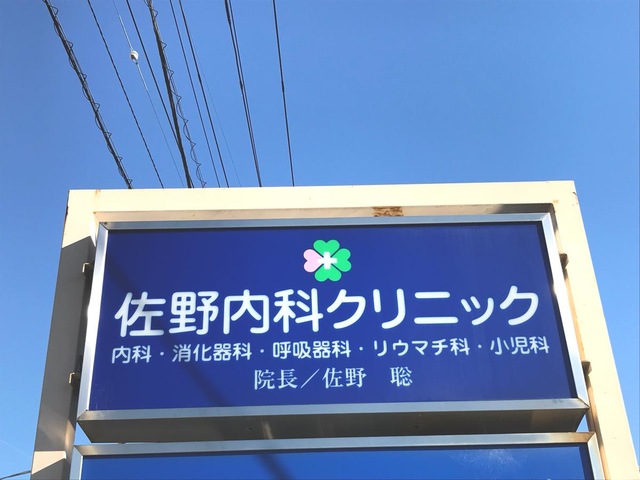 佐野内科クリニック
内科・消化器科・呼吸器科・リウマチ科・小児科
院長／佐野 聡